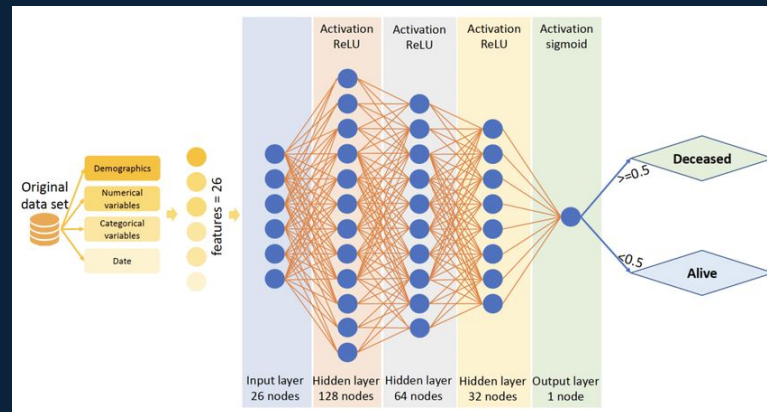 Original
data set
Demographics
Numerical
variables
Categorical
variables
Date
features = 26
Activation
ReLU
Activation
ReLU
Activation
ReLU
Activation
sigmoid
Input layer
26 nodes
Hidden layer
128 nodes
Hidden layer
64 nodes
Hidden layer
32 nodes
Output layer
1 node
>=0.5
Deceased
<0.5
Alive